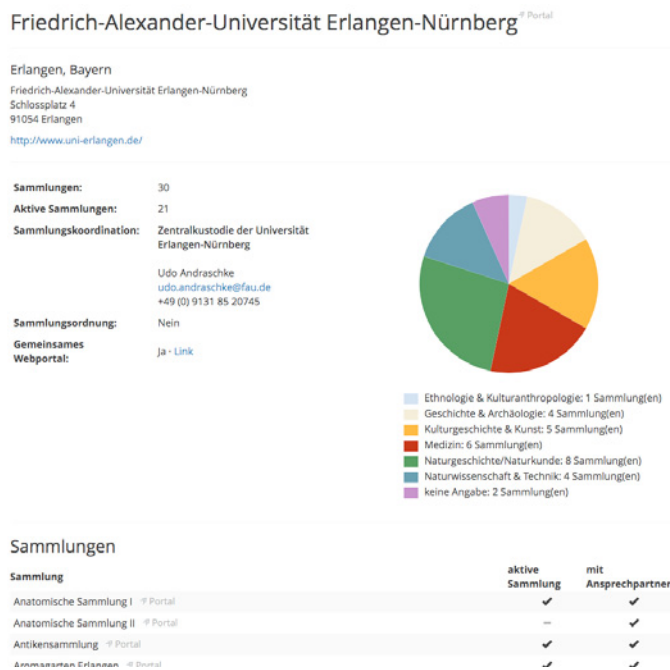 Friedrich-Alexander-Universität Erlangen-Nürnberg Portal
Erlangen, Bayern
Friedrich-Alexander-Universität Erlangen-Nürnberg
Schlossplatz 4
91054 Erlangen
http://www.uni-erlangen.de/
Sammlungen: 30
Aktive Sammlungen: 21
Sammlungskoordination: Zentralkustodie der Universität
Erlangen-Nürnberg
Udo Andraschke
udo.andraschke@fau.de
+49 (0) 9131 85 20745
Sammlungsordnung: Nein
Gemeinsames
Webportal: Ja - Link
Ethnologie & Kulturanthropologie: 1 Sammlung(en)
Geschichte & Archäologie: 4 Sammlung(en)
Kulturgeschichte & Kunst: 5 Sammlung(en)
Medizin: 6 Sammlung(en)
Naturgeschichte/Naturkunde: 8 Sammlung(en)
Naturwissenschaft & Technik: 4 Sammlung(en)
keine Angabe: 2 Sammlung(en)
Sammlungen
Sammlung aktive Sammlung mit Ansprechpartner
Anatomische Sammlung I Portal ✔ ✔
Anatomische Sammlung II Portal – ✔
Antikensammlung Portal ✔ ✔
Aromagarten Erlangen Portal ✔ ✔